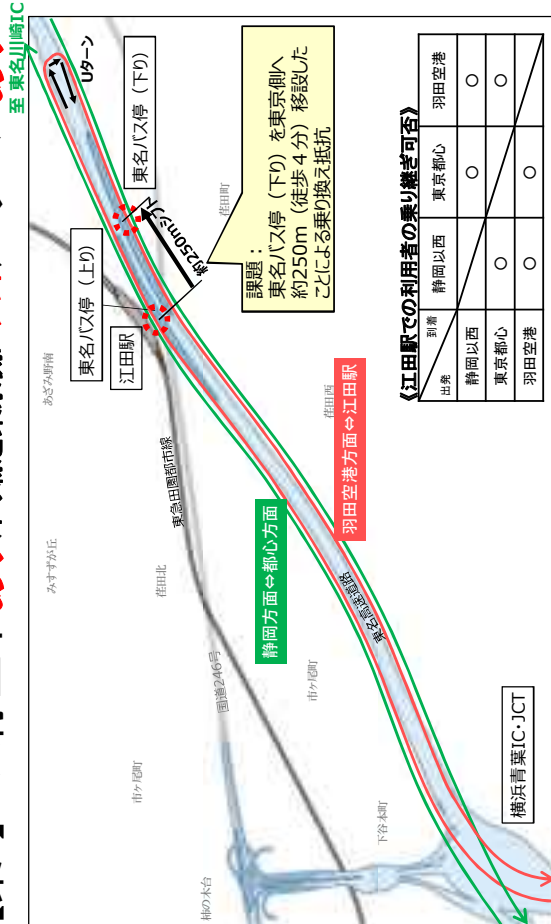 至 東名川崎IC
Uターン
東名バス停（下り）
東名バス停（上り）
江田駅
約250mシフト
課題：
東名バス停（下り）を東京側へ
約250m（徒歩４分）移設した
ことによる乗り換え抵抗
あざみ野南
荏田町
みすずが丘
荏田北
東急田園都市線
荏田西
静岡方面⇔都心方面
羽田空港方面⇔江田駅
国道246号
東名高速道路
市ケ尾町
市ケ尾町
下谷本町
柿の木台
横浜青葉IC・JCT
《江田駅での利用者の乗り継ぎ可否》
出発 到着 静岡以西 東京都心 羽田空港
静岡以西 ○ ○
東京都心 ○ ○
羽田空港 ○ ○